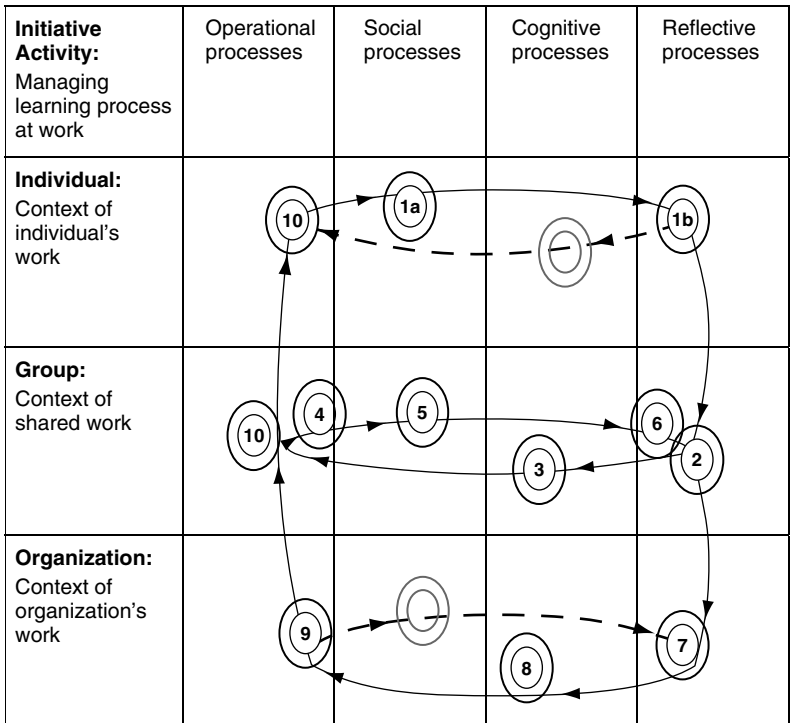 Initiative
Activity:
Managing
learning process
at work
Operational
processes
Social
processes
Cognitive
processes
Reflective
processes
Individual:
Context of
individual's
work
10
1a
1b
Group:
Context of
shared work
10
4
5
3
6
2
Organization:
Context of
organization's
work
9
8
7